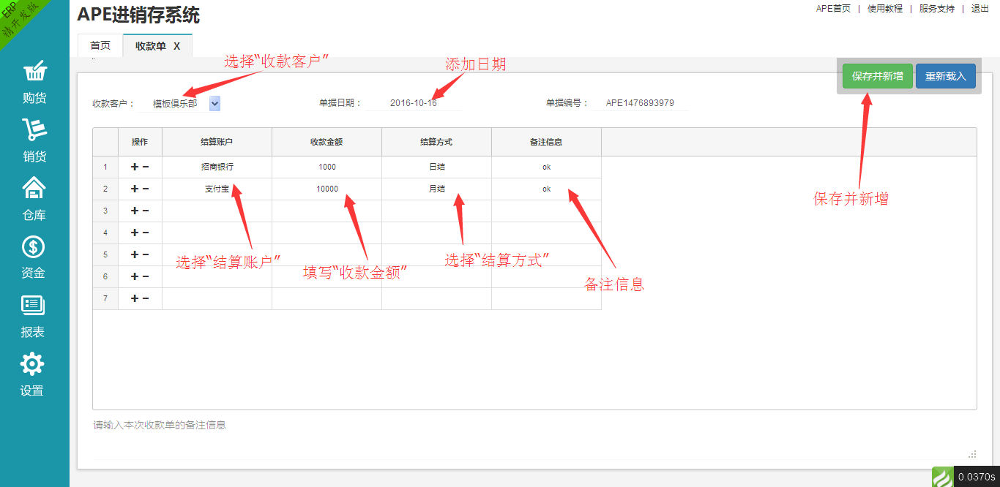 ERP
精开发版
APE进销存系统
APE首页 | 使用教程 | 服务支持 | 退出
首页 收款单 X
选择“收款客户”
添加日期
保存并新增 重新载入
收款客户： 模板俱乐部 单据日期： 2016-10-16 单据编号： APE1476893979
操作 结算账户 收款金额 结算方式 备注信息
1 + − 招商银行 1000 日结 ok
2 + − 支付宝 10000 月结 ok
3 + −
4 + −
5 + −
6 + −
7 + −
保存并新增
选择“结算账户”
填写“收款金额”
选择“结算方式”
备注信息
购货
销货
仓库
资金
报表
设置
请输入本次收款单的备注信息
0.0370s